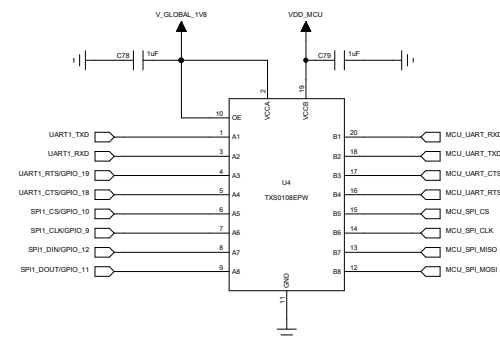 V_GLOBAL_1V8
VDD_MCU
C78
1uF
C79
1uF
2
19
VCCA
VCCB
10
OE
UART1_TXD
1
A1
B1
20
MCU_UART_RXD
UART1_RXD
3
A2
B2
18
MCU_UART_TXD
UART1_RTS/GPIO_19
4
A3
B3
17
MCU_UART_CTS
UART1_CTS/GPIO_18
5
A4
B4
16
MCU_UART_RTS
U4
TXS0108EPW
SPI1_CS/GPIO_10
6
A5
B5
15
MCU_SPI_CS
SPI1_CLK/GPIO_9
7
A6
B6
14
MCU_SPI_CLK
SPI1_DIN/GPIO_12
8
A7
B7
13
MCU_SPI_MISO
SPI1_DOUT/GPIO_11
9
A8
B8
12
MCU_SPI_MOSI
GND
11